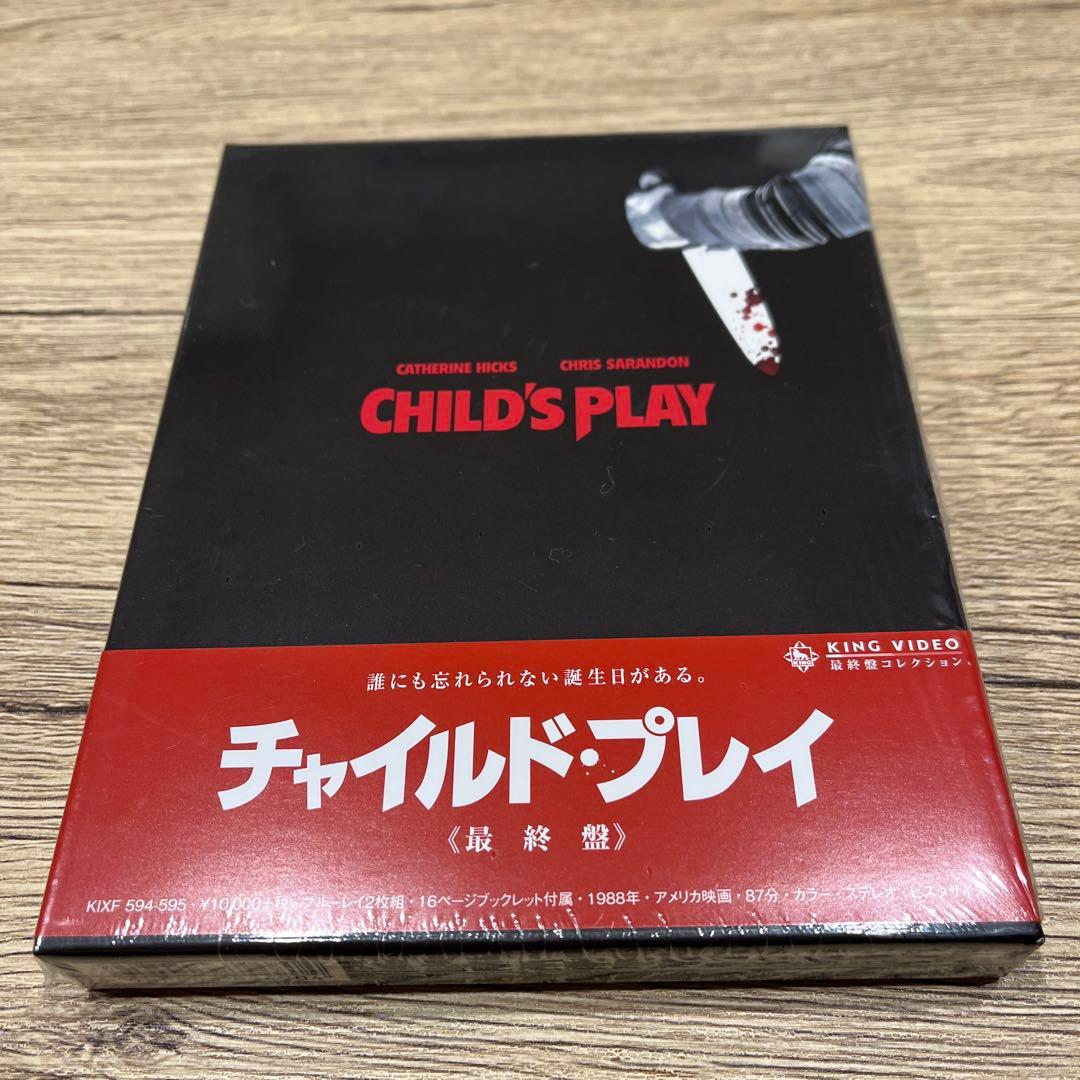 CATHERINE HICKS CHRIS SARANDON
CHILD'S PLAY
KING
KING VIDEO
最終盤コレクション
誰にも忘れられない誕生日がある。
チャイルド・プレイ
《最終盤》
KIXF 594-595・¥10,000+税・ブルーレイ2枚組・16ページブックレット付属・1988年・アメリカ映画・87分・カラー・ステレオ・ビスタサイズ